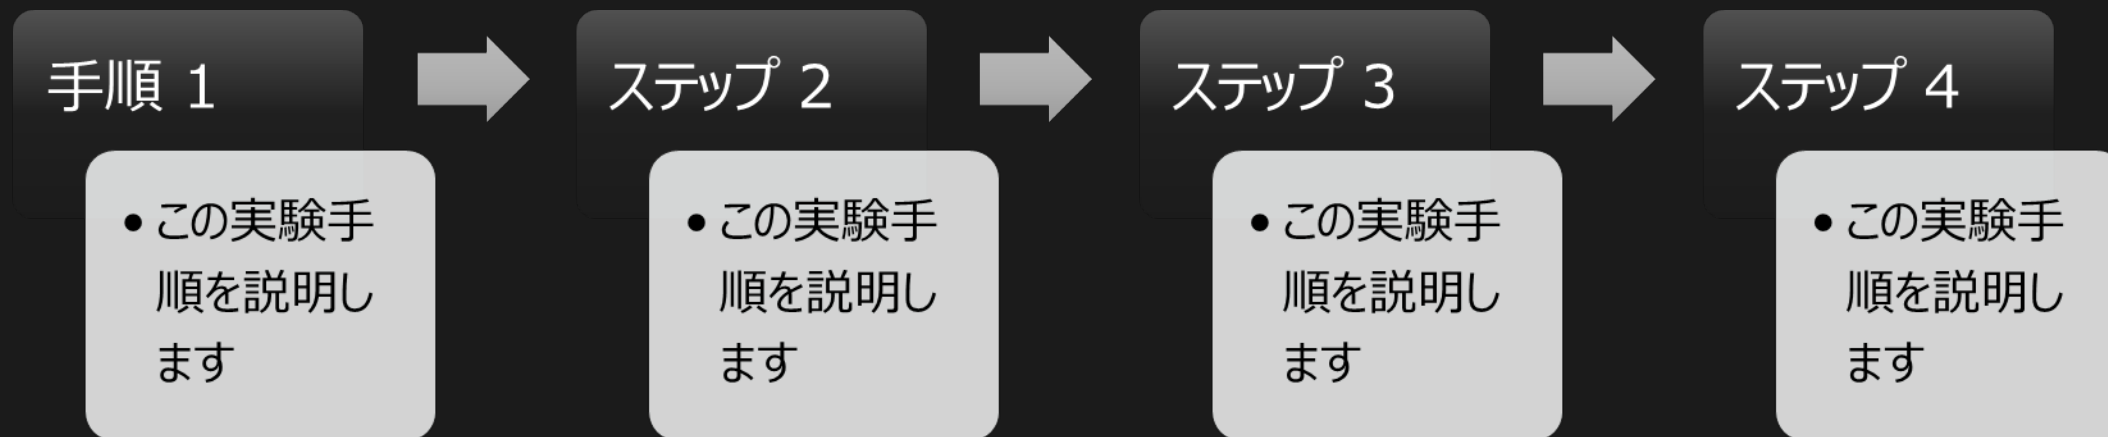 手順 1
• この実験手
順を説明し
ます
ステップ 2
• この実験手
順を説明し
ます
ステップ 3
• この実験手
順を説明し
ます
ステップ 4
• この実験手
順を説明し
ます